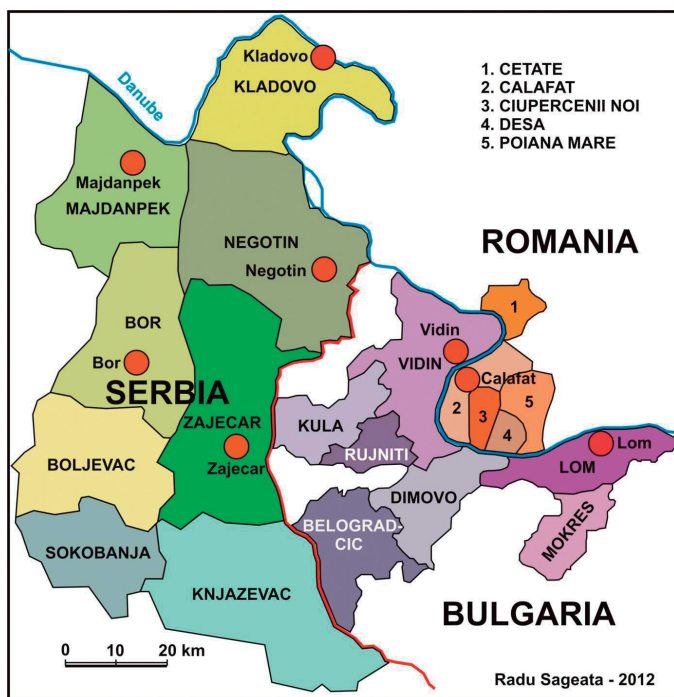 Kladovo
KLADOVO
1. CETATE
2. CALAFAT
3. CIUPERCENII NOI
4. DESA
5. POIANA MARE
Danube
Majdanpek
MAJDANPEK
NEGOTIN
Negotin
ROMANIA
1
BOR
Bor
Vidin
VIDIN
Calafat
2
3
4
5
SERBIA
ZAJECAR
Zajecar
KULA
RUJNITI
Lom
LOM
BOLJEVAC
DIMOVO
BELOGRAD-
CIC
MOKRES
SOKOBANJA
KNJAZEVAC
BULGARIA
0 10 20 km
Radu Sageata - 2012